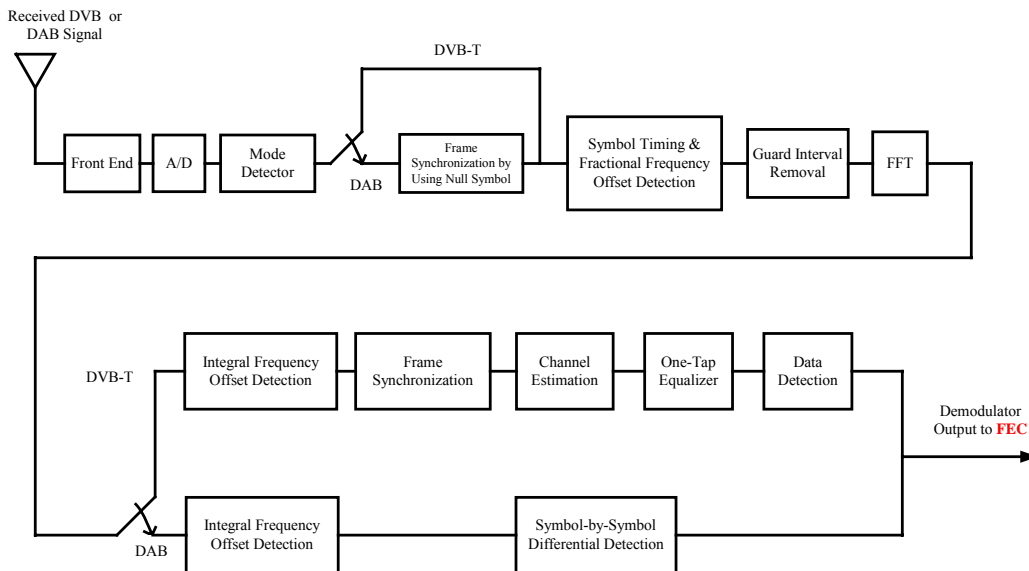 Received DVB or
DAB Signal
DVB-T
Front End
A/D
Mode
Detector
DAB
Frame
Synchronization by
Using Null Symbol
Symbol Timing &
Fractional Frequency
Offset Detection
Guard Interval
Removal
FFT
DVB-T
Integral Frequency
Offset Detection
Frame
Synchronization
Channel
Estimation
One-Tap
Equalizer
Data
Detection
Demodulator
Output to FEC
DAB
Integral Frequency
Offset Detection
Symbol-by-Symbol
Differential Detection